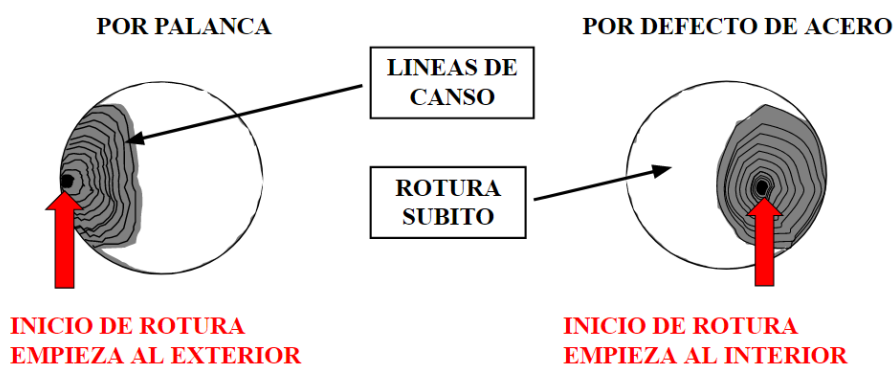 POR PALANCA
POR DEFECTO DE ACERO
LINEAS DE
CANSO
ROTURA
SUBITO
INICIO DE ROTURA
EMPIEZA AL EXTERIOR
INICIO DE ROTURA
EMPIEZA AL INTERIOR